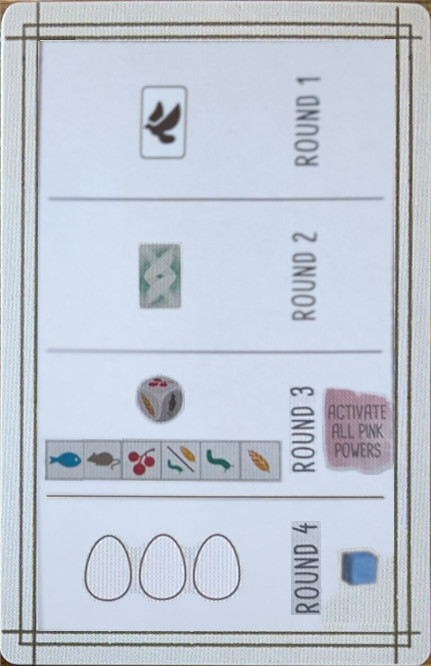 ROUND 1
ROUND 2
ROUND 3
ACTIVATE
ALL PINK
POWERS
ROUND 4